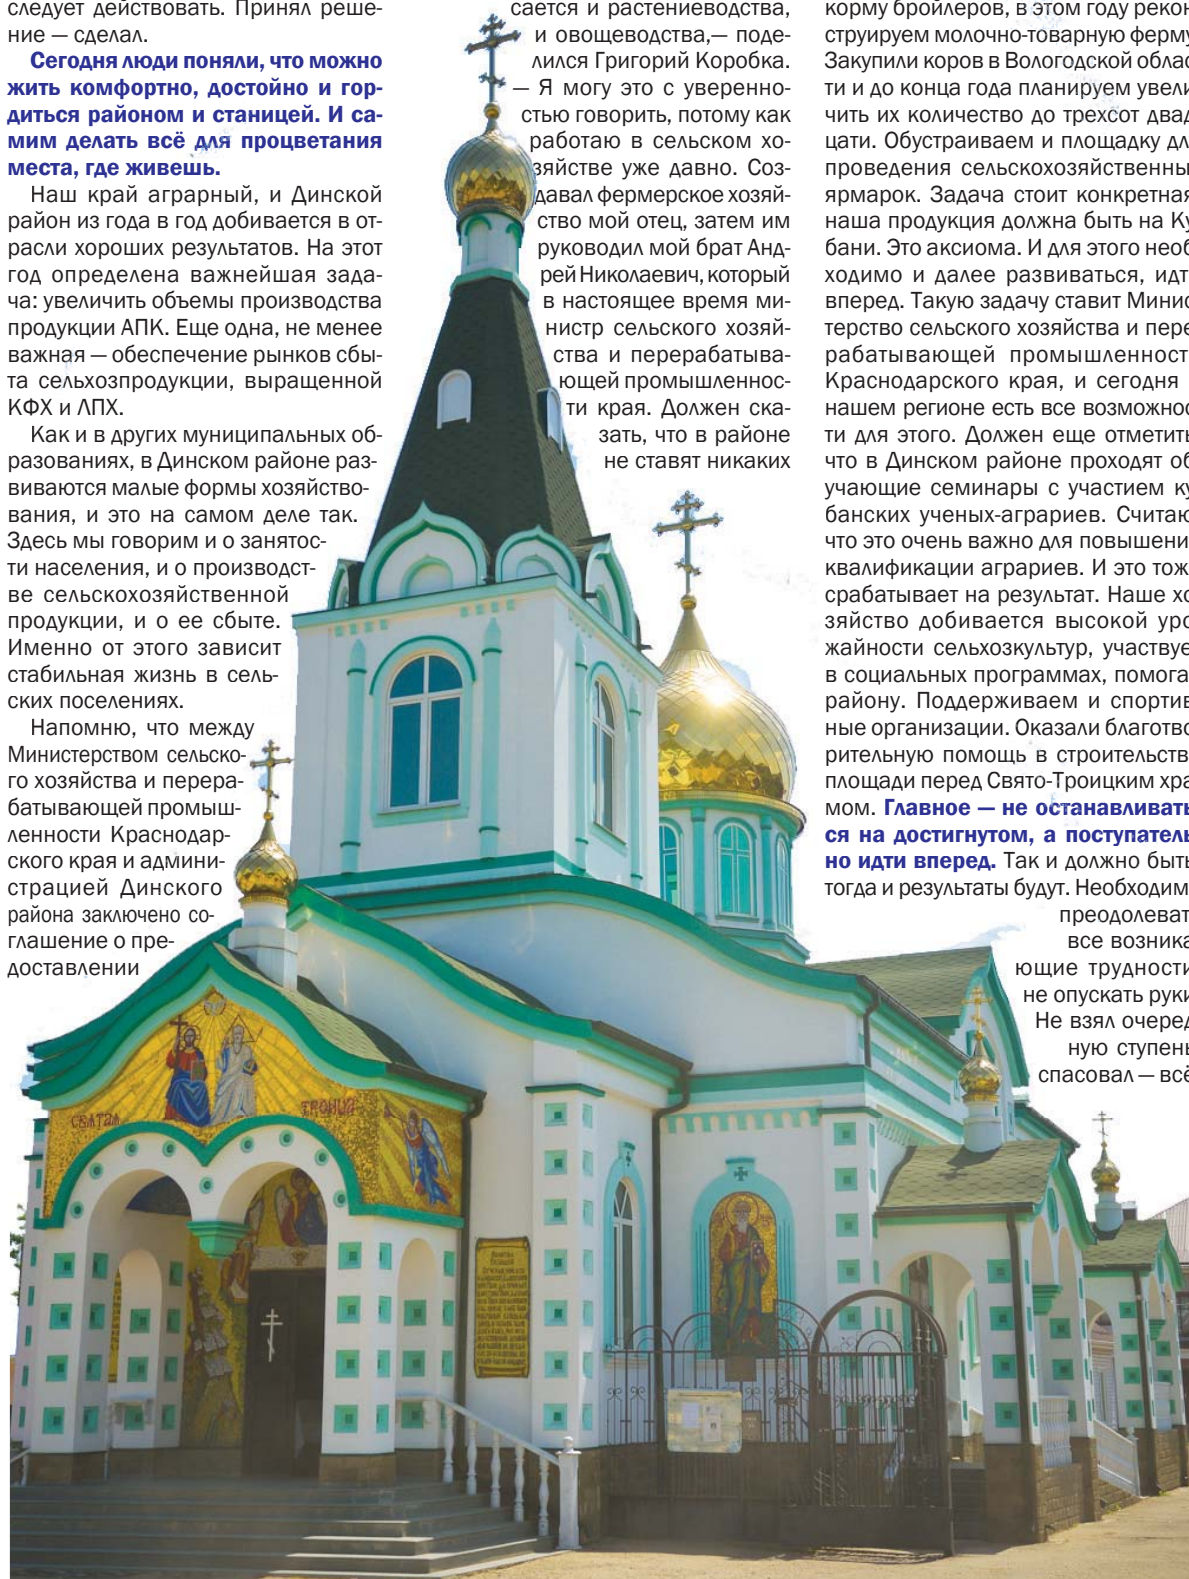 следует действовать. Принял реше-
ние — сделал.
Сегодня люди поняли, что можно
жить комфортно, достойно и гор-
диться районом и станицей. И са-
мим делать всё для процветания
места, где живешь.
Наш край аграрный, и Динской
район из года в год добивается в от-
расли хороших результатов. На этот
год определена важнейшая зада-
ча: увеличить объемы производства
продукции АПК. Еще одна, не менее
важная — обеспечение рынков сбы-
та сельхозпродукции, выращенной
КФХ и ЛПХ.
Как и в других муниципальных об-
разованиях, в Динском районе раз-
виваются малые формы хозяйство-
вания, и это на самом деле так.
Здесь мы говорим и о занятос-
ти населения, и о производст-
ве сельскохозяйственной
продукции, и о ее сбыте.
Именно от этого зависит
стабильная жизнь в сель-
ских поселениях.
Напомню, что между
Министерством сельско-
го хозяйства и перера-
батывающей промыш-
ленности Краснодар-
ского края и админи-
страцией Динского
района заключено со-
глашение о пре-
доставлении
сается и растениеводства,
и овощеводства,— поде-
лился Григорий Коробка.
— Я могу это с уверенно-
стью говорить, потому как
работаю в сельском хо-
зяйстве уже давно. Соз-
давал фермерское хозяй-
ство мой отец, затем им
руководил мой брат Анд-
рей Николаевич, который
в настоящее время ми-
нистр сельского хозяй-
ства и перерабатыва-
ющей промышленнос-
ти края. Должен ска-
зать, что в районе
не ставят никаких
корму бройлеров, в этом году рекон
струируем молочно-товарную ферму
Закупили коров в Вологодской облас
ти и до конца года планируем увели
чить их количество до трехсот двад
цати. Обустраиваем и площадку дл
проведения сельскохозяйственны
ярмарок. Задача стоит конкретная
наша продукция должна быть на Ку
бани. Это аксиома. И для этого необ
ходимо и далее развиваться, идт
вперед. Такую задачу ставит Минис
терство сельского хозяйства и пере
рабатывающей промышленност
Краснодарского края, и сегодня
нашем регионе есть все возможнос
ти для этого. Должен еще отметить
что в Динском районе проходят об
учающие семинары с участием ку
банских ученых-аграриев. Считаю
что это очень важно для повышени
квалификации аграриев. И это тож
срабатывает на результат. Наше хо
зяйство добивается высокой уро
жайности сельхозкультур, участвуе
в социальных программах, помога
району. Поддерживаем и спортив
ные организации. Оказали благотво
рительную помощь в строительств
площади перед Свято-Троицким хра
мом. Главное — не останавливать
ся на достигнутом, а поступатель
но идти вперед. Так и должно быть
тогда и результаты будут. Необходим
преодолеват
все возника
ющие трудности
не опускать руки
Не взял очеред
ную ступень
спасовал — всё
СВЯТАЯ ТРОИЦА